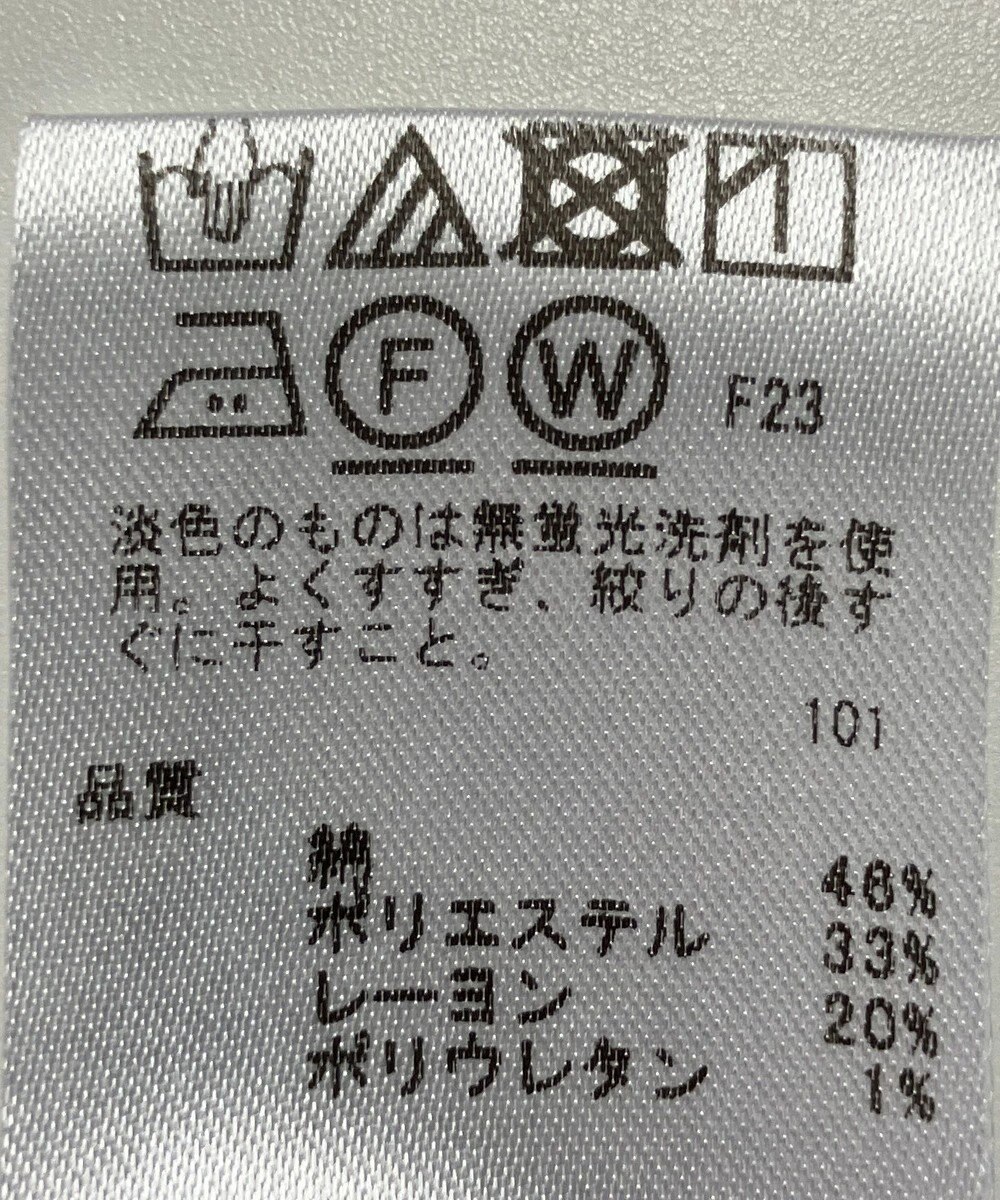 F W F23
淡色のものは無蛍光洗剤を使
用。よくすすぎ、絞りの後す
ぐに干すこと。
101
品質
綿 46%
ポリエステル 33%
レーヨン 20%
ポリウレタン 1%